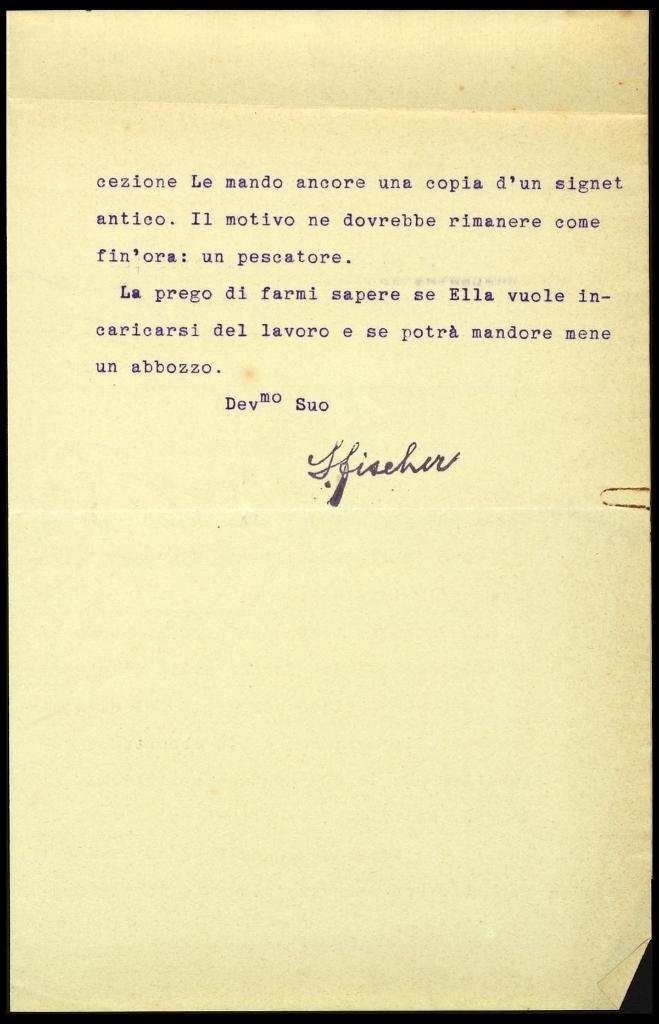 cezione Le mando ancore una copia d'un signet
antico. Il motivo ne dovrebbe rimanere come
fin'ora: un pescatore.
La prego di farmi sapere se Ella vuole in-
caricarsi del lavoro e se potrà mandore mene
un abbozzo.
Devmo Suo
S. Fischer